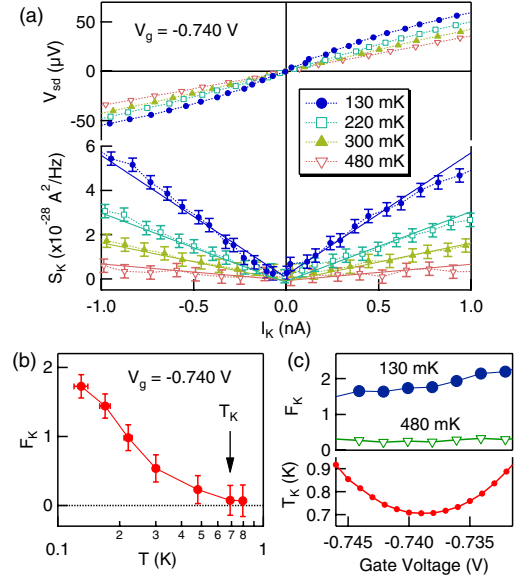 (a)
V_g = -0.740 V
V_sd (μV)
50
0
-50
130 mK
220 mK
300 mK
480 mK
S_K (x10^-28 A^2/Hz)
6
4
2
0
-1.0 -0.5 0.0 0.5 1.0
I_K (nA)
(b)
V_g = -0.740 V
T_K
F_K
2
1
0
0.1 2 3 4 5 6 7 8 1
T (K)
(c)
130 mK
480 mK
F_K
2
0
T_K (K)
0.9
0.8
0.7
-0.745 -0.740 -0.735
Gate Voltage (V)